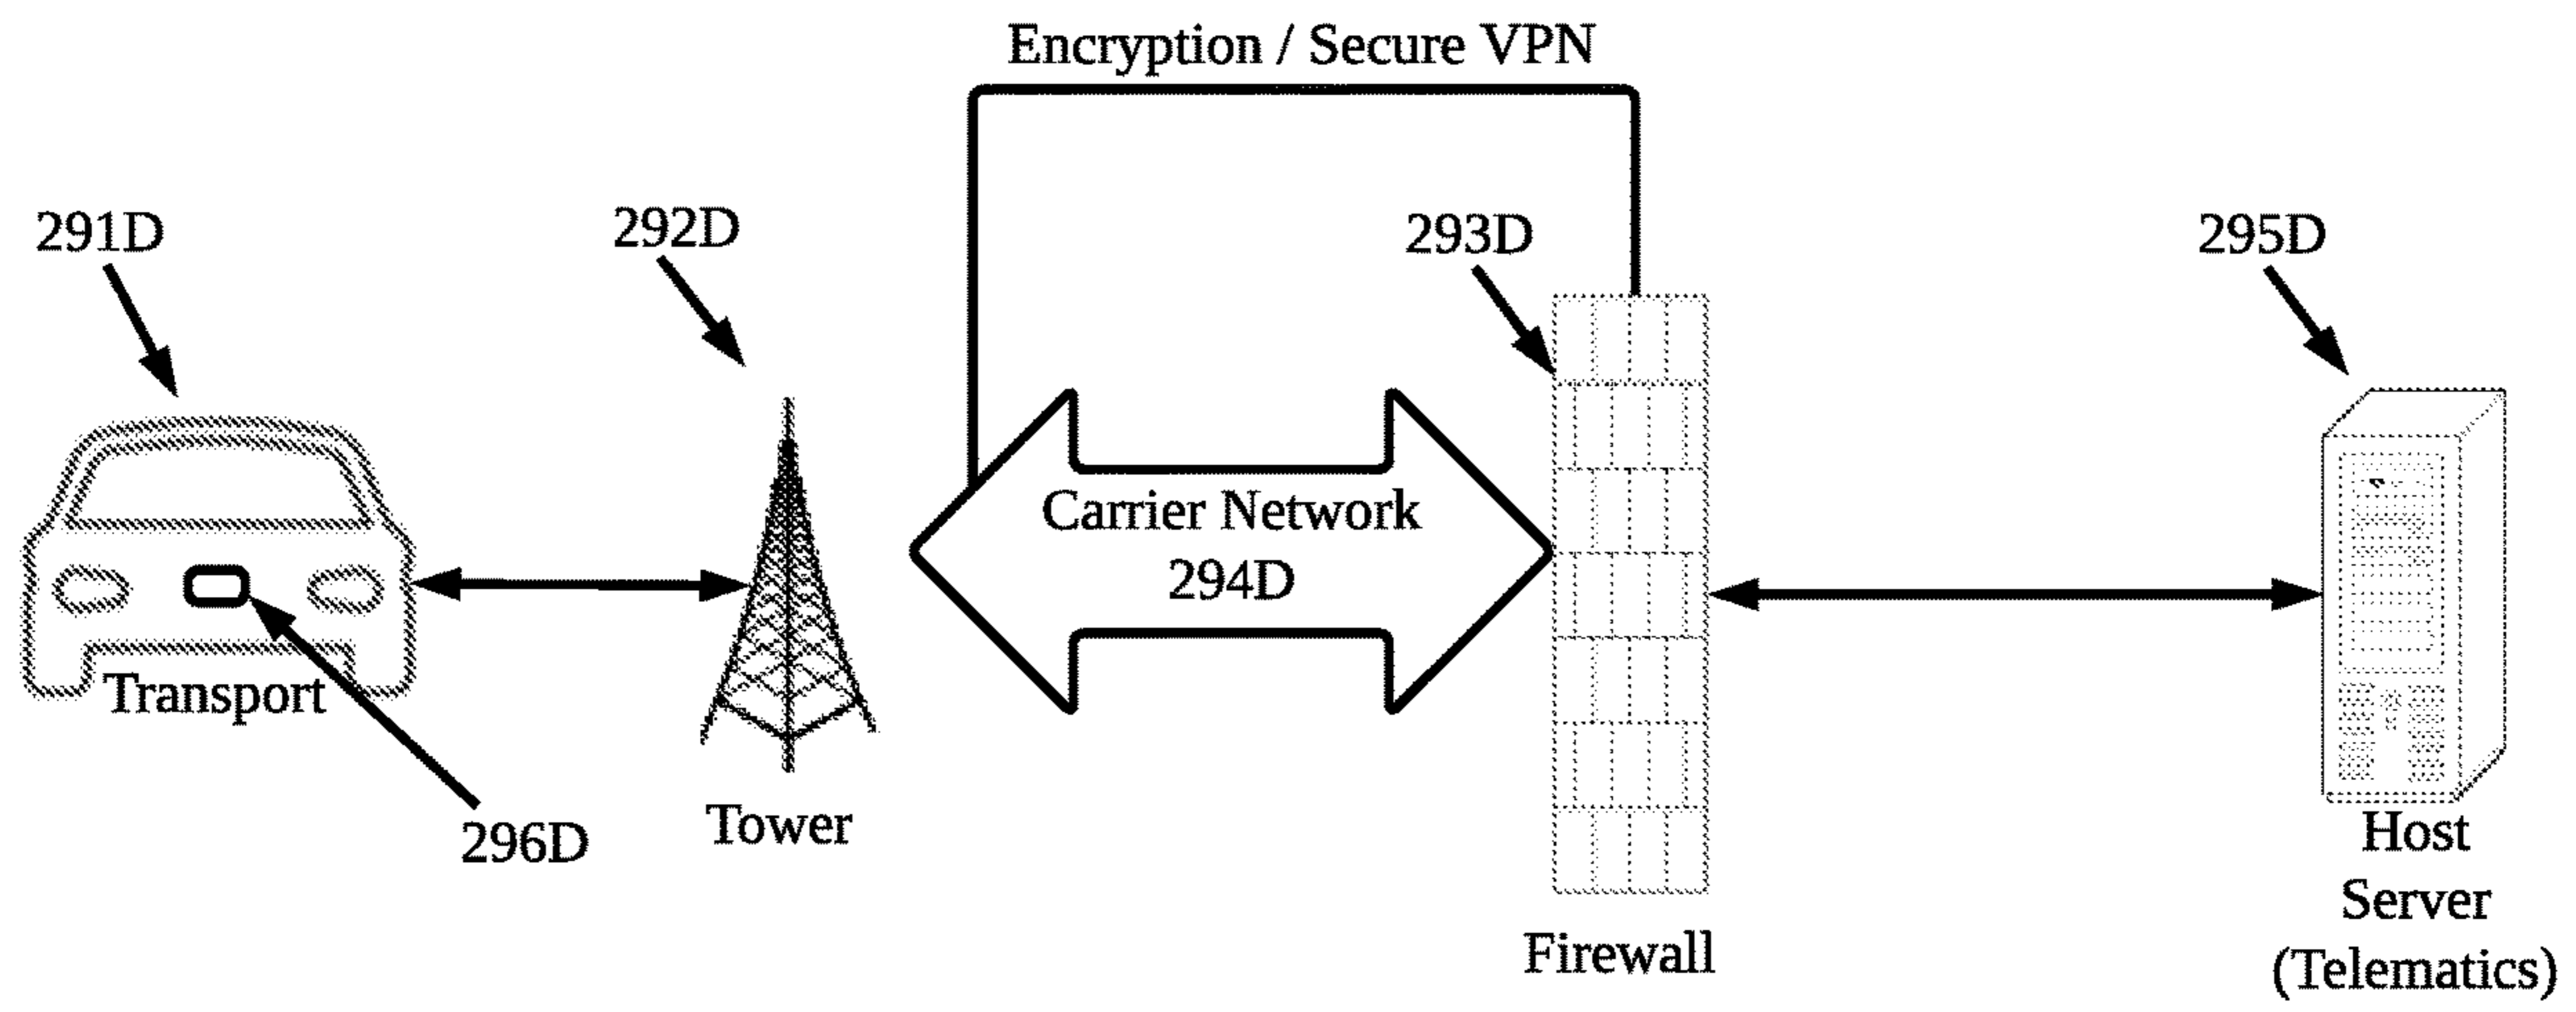 Encryption / Secure VPN
291D
292D
293D
295D
Carrier Network
294D
Transport
296D
Tower
Firewall
Host
Server
(Telematics)